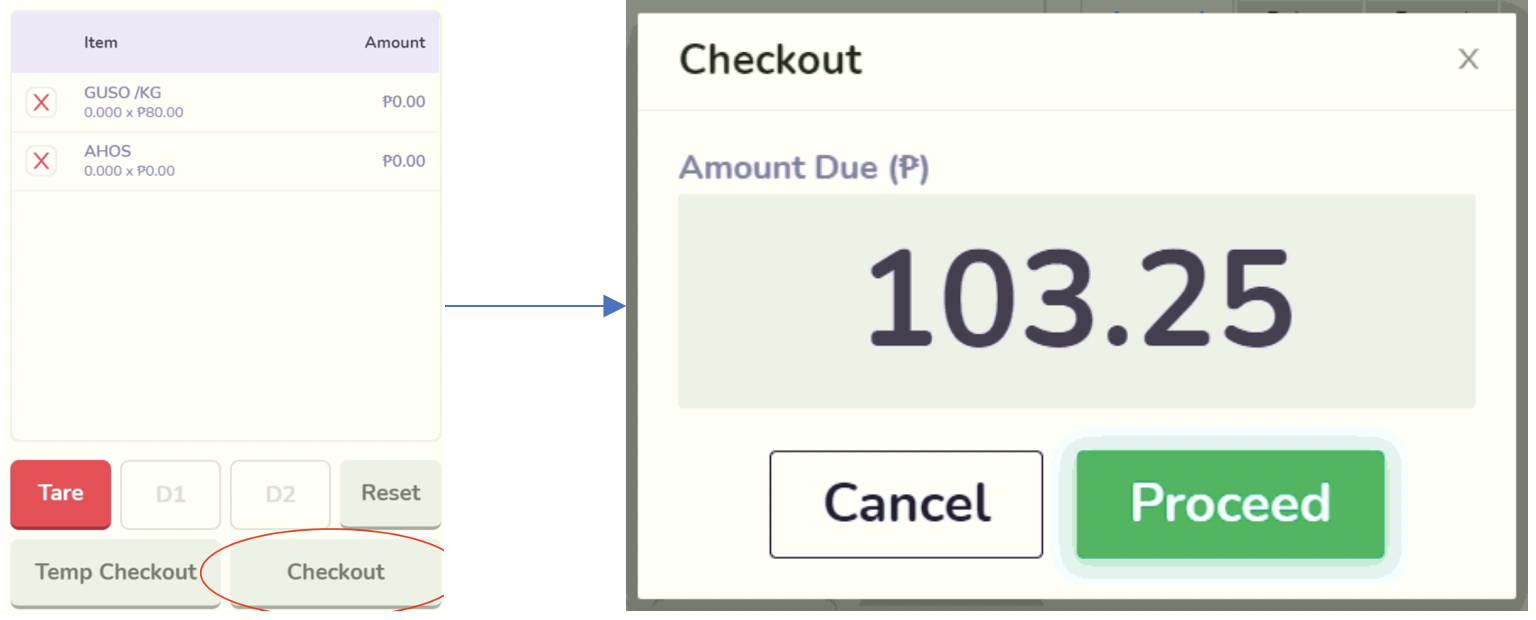 Item Amount
GUSO /KG
0.000 x ₱80.00
₱0.00
AHOS
0.000 x ₱0.00
₱0.00
Tare D1 D2 Reset
Temp Checkout Checkout
Checkout X
Amount Due (₱)
103.25
Cancel Proceed